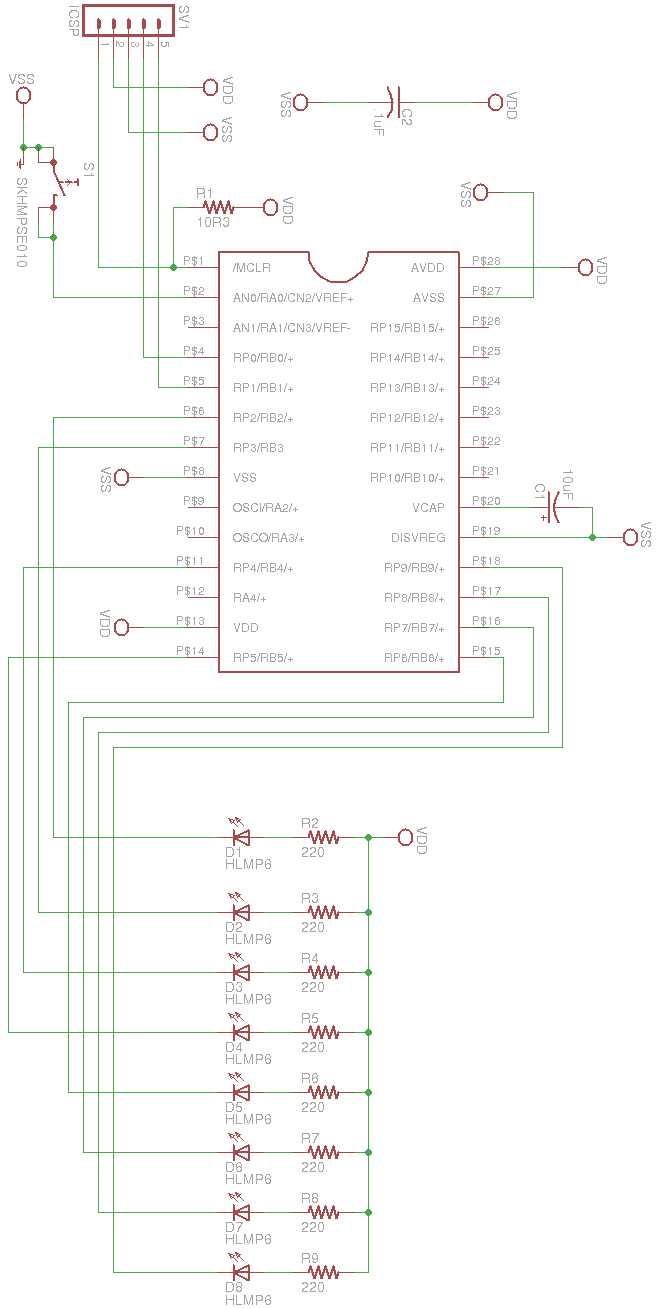 SV1
ICSP
1
2
3
4
5
VDD
VSS
VSS
S1
SKHMPSE010
VSS
.1uF
C2
VDD
R1
10R3
VDD
VSS
P$1 /MCLR
P$2 AN0/RA0/CN2/VREF+
P$3 AN1/RA1/CN3/VREF-
P$4 RP0/RB0/+
P$5 RP1/RB1/+
P$6 RP2/RB2/+
P$7 RP3/RB3
P$8 VSS
P$9 OSCI/RA2/+
P$10 OSCO/RA3/+
P$11 RP4/RB4/+
P$12 RA4/+
P$13 VDD
P$14 RP5/RB5/+
VSS
VDD
AVDD P$28
AVSS P$27
RP15/RB15/+ P$26
RP14/RB14/+ P$25
RP13/RB13/+ P$24
RP12/RB12/+ P$23
RP11/RB11/+ P$22
RP10/RB10/+ P$21
VCAP P$20
DISVREG P$19
RP9/RB9/+ P$18
RP8/RB8/+ P$17
RP7/RB7/+ P$16
RP6/RB6/+ P$15
VDD
C1
10uF
+
VSS
R2
D1 220
HLMP6
VDD
R3
D2 220
HLMP6
R4
D3 220
HLMP6
R5
D4 220
HLMP6
R6
D5 220
HLMP6
R7
D6 220
HLMP6
R8
D7 220
HLMP6
R9
D8 220
HLMP6